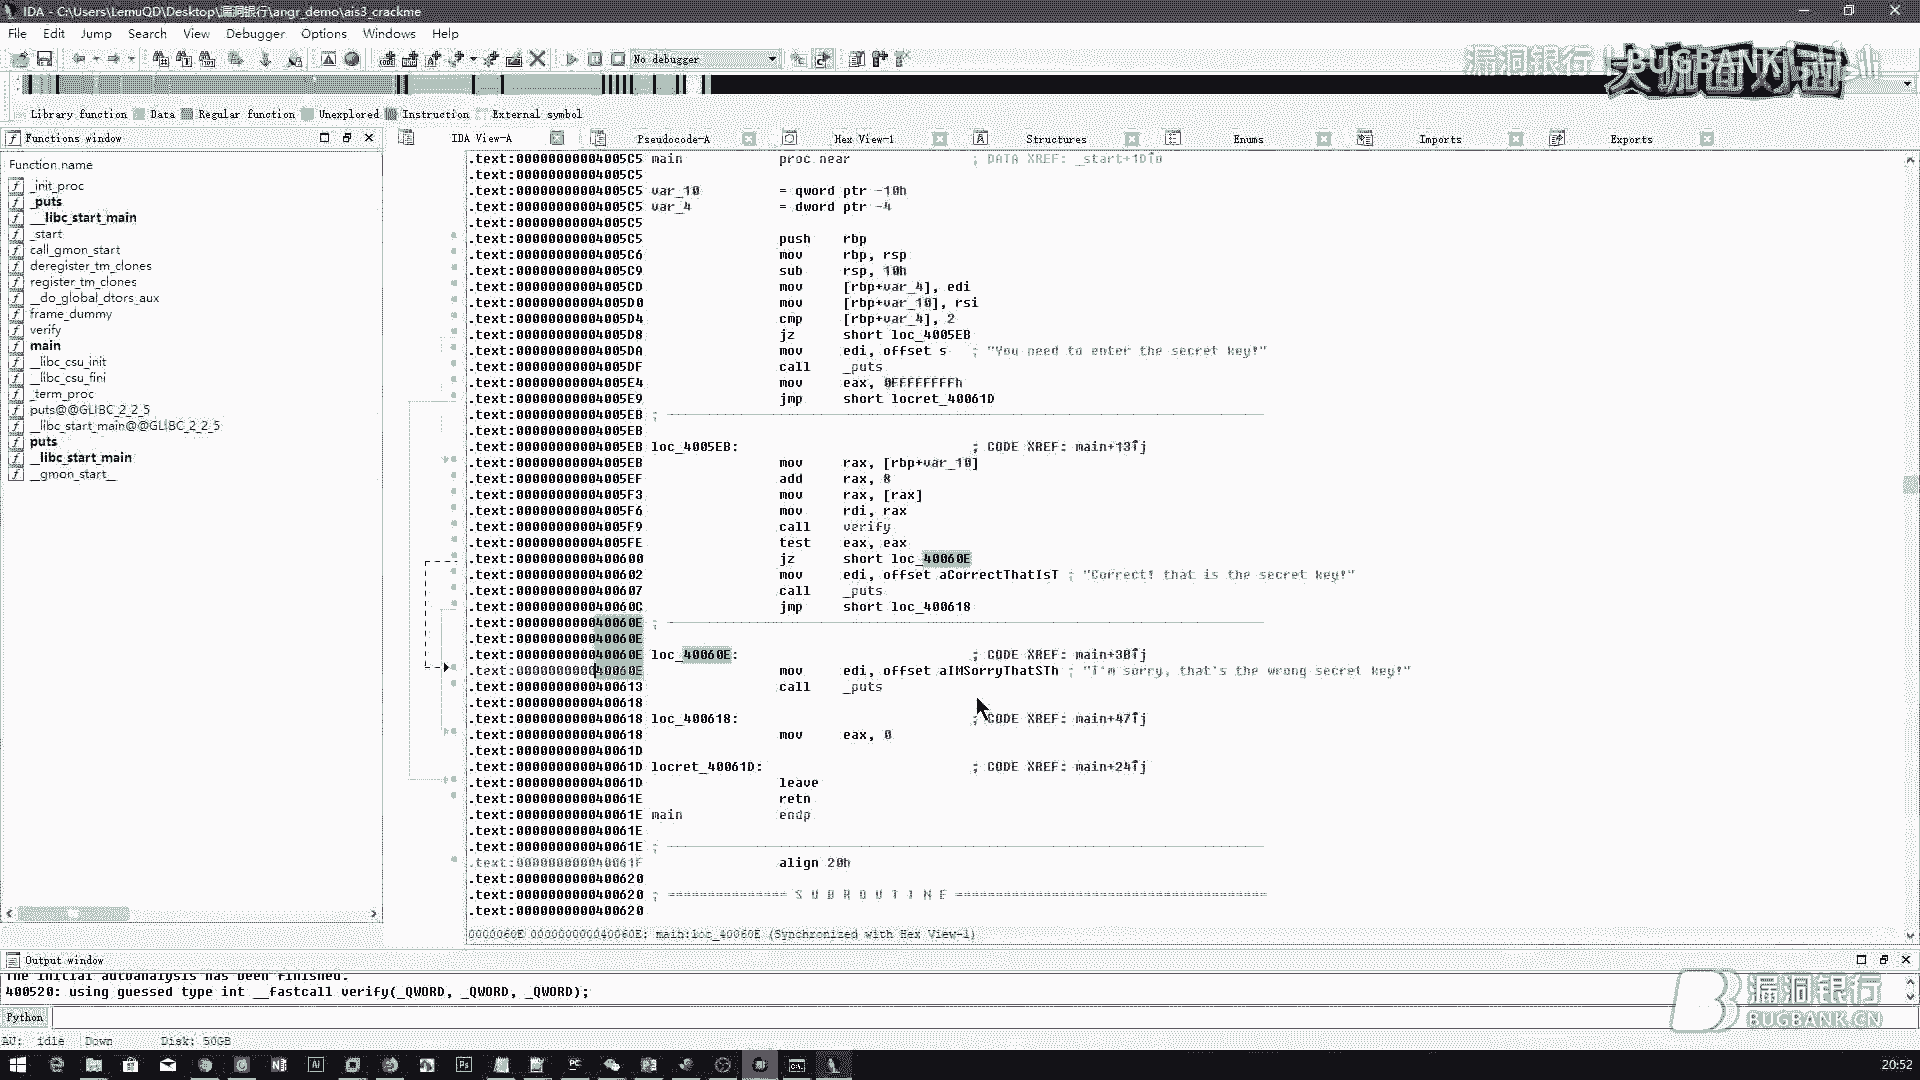 IDA - C:\Users\LemuQD\Desktop\漏洞银行\angr_demo\ais3_crackme
File Edit Jump Search View Debugger Options Windows Help
No debugger
漏洞银行 BUGBANK
Library function Data Regular function Unexplored Instruction External symbol
Functions window
IDA View-A Pseudocode-A Hex View-1 Structures Enums Imports Exports
Function name
_init_proc
_puts
__libc_start_main
_start
call_gmon_start
deregister_tm_clones
register_tm_clones
__do_global_dtors_aux
frame_dummy
verify
main
__libc_csu_init
__libc_csu_fini
_term_proc
puts@@GLIBC_2_2_5
__libc_start_main@@GLIBC_2_2_5
puts
__libc_start_main
__gmon_start__
.text:00000000004005C5 main proc near ; DATA XREF: _start+1D↑o
.text:00000000004005C5
.text:00000000004005C5 var_10 = qword ptr -10h
.text:00000000004005C5 var_4 = dword ptr -4
.text:00000000004005C5
.text:00000000004005C5 push rbp
.text:00000000004005C6 mov rbp, rsp
.text:00000000004005C9 sub rsp, 10h
.text:00000000004005CD mov [rbp+var_4], edi
.text:00000000004005D0 mov [rbp+var_10], rsi
.text:00000000004005D4 cmp [rbp+var_4], 2
.text:00000000004005D8 jz short loc_4005EB
.text:00000000004005DA mov edi, offset s ; "You need to enter the secret key!"
.text:00000000004005DF call _puts
.text:00000000004005E4 mov eax, 0FFFFFFFFh
.text:00000000004005E9 jmp short locret_40061D
.text:00000000004005EB ;
.text:00000000004005EB
.text:00000000004005EB loc_4005EB: ; CODE XREF: main+13↑j
.text:00000000004005EB mov rax, [rbp+var_10]
.text:00000000004005EF add rax, 8
.text:00000000004005F3 mov rax, [rax]
.text:00000000004005F6 mov rdi, rax
.text:00000000004005F9 call verify
.text:00000000004005FE test eax, eax
.text:0000000000400600 jz short loc_40060E
.text:0000000000400602 mov edi, offset aCorrectThatIsT ; "Correct! that is the secret key!"
.text:0000000000400607 call _puts
.text:000000000040060C jmp short loc_400618
.text:000000000040060E ;
.text:000000000040060E
.text:000000000040060E loc_40060E: ; CODE XREF: main+3B↑j
.text:000000000040060E mov edi, offset aIMSorryThatSTh ; "I'm sorry, that's the wrong secret key!"
.text:0000000000400613 call _puts
.text:0000000000400618
.text:0000000000400618 loc_400618: ; CODE XREF: main+47↑j
.text:0000000000400618 mov eax, 0
.text:000000000040061D
.text:000000000040061D locret_40061D: ; CODE XREF: main+24↑j
.text:000000000040061D leave
.text:000000000040061E retn
.text:000000000040061E main endp
.text:000000000040061E
.text:000000000040061E ;
.text:000000000040061F align 20h
.text:0000000000400620
.text:0000000000400620 ; =============== S U B R O U T I N E =======================================
.text:0000000000400620
0000060E 000000000040060E: main:loc_40060E (Synchronized with Hex View-1)
Output window
The initial autoanalysis has been finished.
400520: using guessed type int __fastcall verify(_QWORD, _QWORD, _QWORD);
Python
AU: idle Down Disk: 50GB
漏洞银行
BUGBANK.CN
20:52